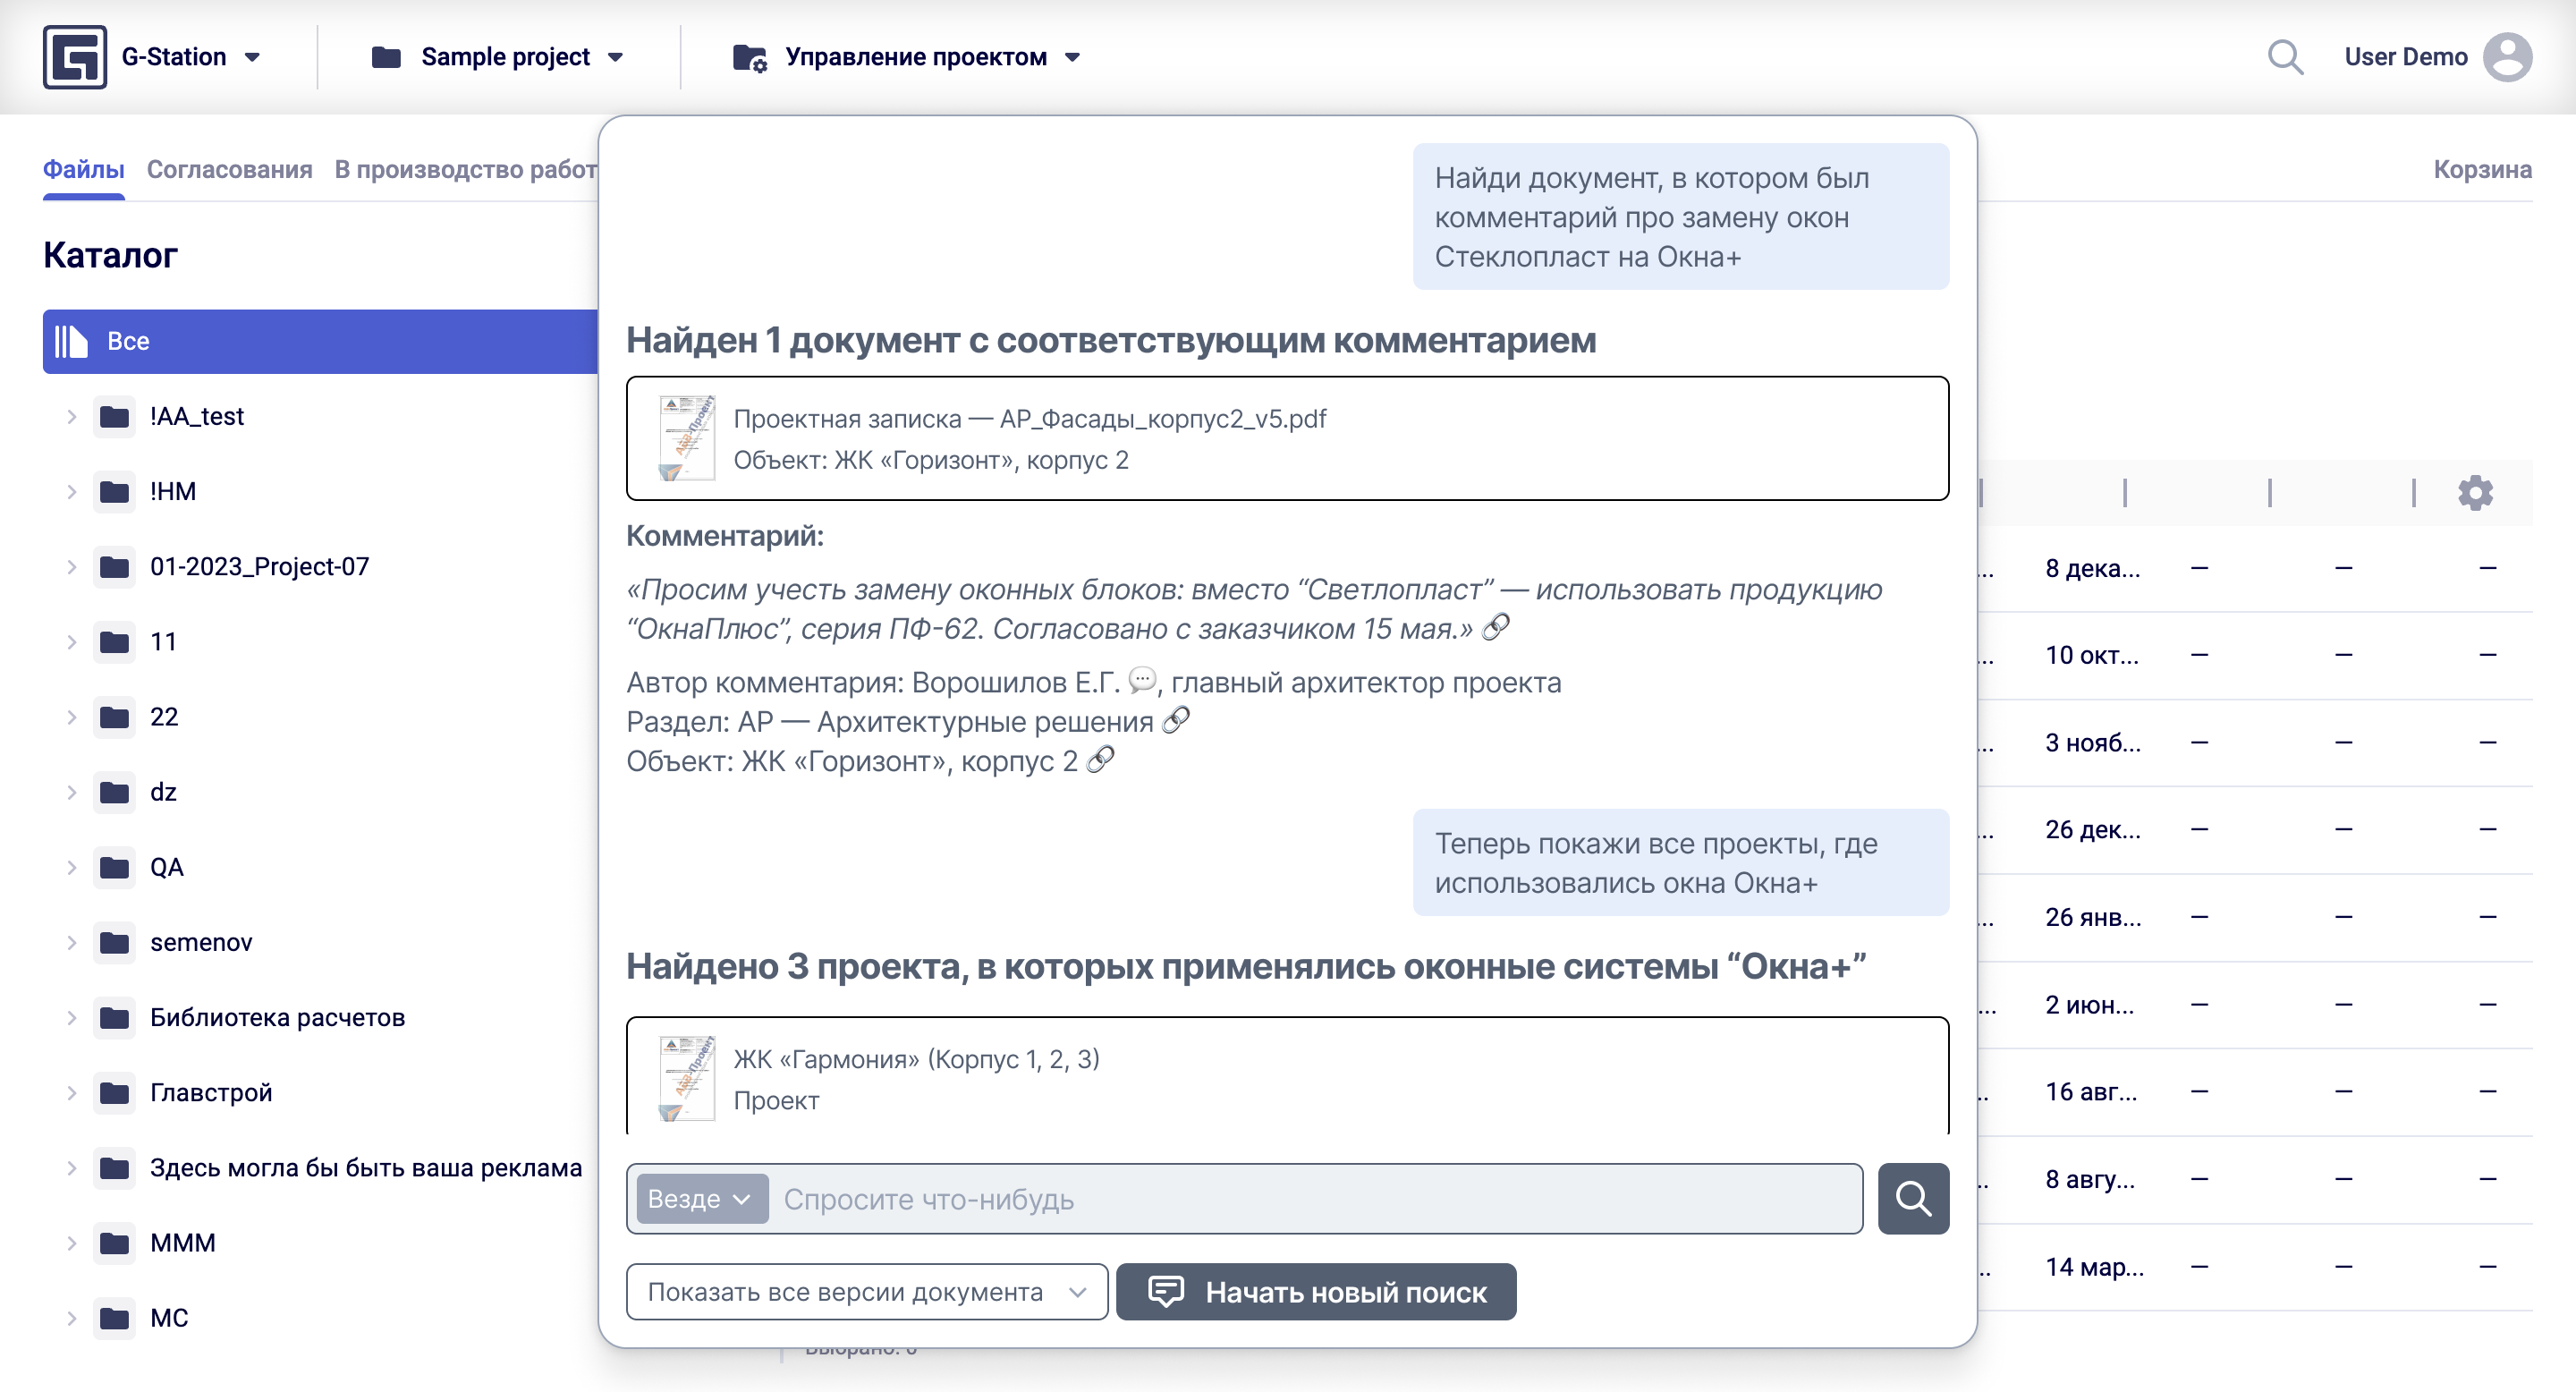 G-Station
Sample project
Управление проектом
User Demo
Файлы
Согласования
В производство работ
Корзина
Каталог
Все
!AA_test
!HM
01-2023_Project-07
11
22
dz
QA
semenov
Библиотека расчетов
Главстрой
Здесь могла бы быть ваша реклама
МММ
МС
Найди документ, в котором был
комментарий про замену окон
Стеклопласт на Окна+
Найден 1 документ с соответствующим комментарием
Проектная записка — АР_Фасады_корпус2_v5.pdf
Объект: ЖК «Горизонт», корпус 2
Комментарий:
«Просим учесть замену оконных блоков: вместо “Светлопласт” — использовать продукцию
“ОкнаПлюс”, серия ПФ-62. Согласовано с заказчиком 15 мая.»
Автор комментария: Ворошилов Е.Г. , главный архитектор проекта
Раздел: АР — Архитектурные решения
Объект: ЖК «Горизонт», корпус 2
Теперь покажи все проекты, где
использовались окна Окна+
Найдено 3 проекта, в которых применялись оконные системы “Окна+”
ЖК «Гармония» (Корпус 1, 2, 3)
Проект
Везде
Спросите что-нибудь
Показать все версии документа
Начать новый поиск
... 8 дека... — — —
... 10 окт... — — —
... 3 нояб... — — —
... 26 дек... — — —
... 26 янв... — — —
... 2 июн... — — —
.. 16 авг... — — —
.. 8 авгу... — — —
.. 14 мар... — — —